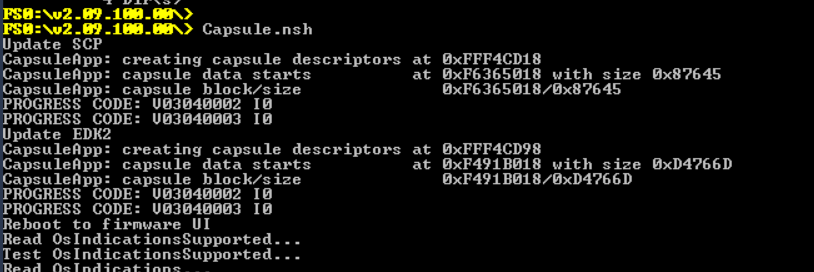 4 Dir(s)
FS0:\v2.09.100.00\>
FS0:\v2.09.100.00\> Capsule.nsh
Update SCP
CapsuleApp: creating capsule descriptors at 0xFFF4CD18
CapsuleApp: capsule data starts at 0xF6365018 with size 0x87645
CapsuleApp: capsule block/size 0xF6365018/0x87645
PROGRESS CODE: V03040002 I0
PROGRESS CODE: V03040003 I0
Update EDK2
CapsuleApp: creating capsule descriptors at 0xFFF4CD98
CapsuleApp: capsule data starts at 0xF491B018 with size 0xD4766D
CapsuleApp: capsule block/size 0xF491B018/0xD4766D
PROGRESS CODE: V03040002 I0
PROGRESS CODE: V03040003 I0
Reboot to firmware UI
Read OsIndicationsSupported...
Test OsIndicationsSupported...
Read OsIndications...